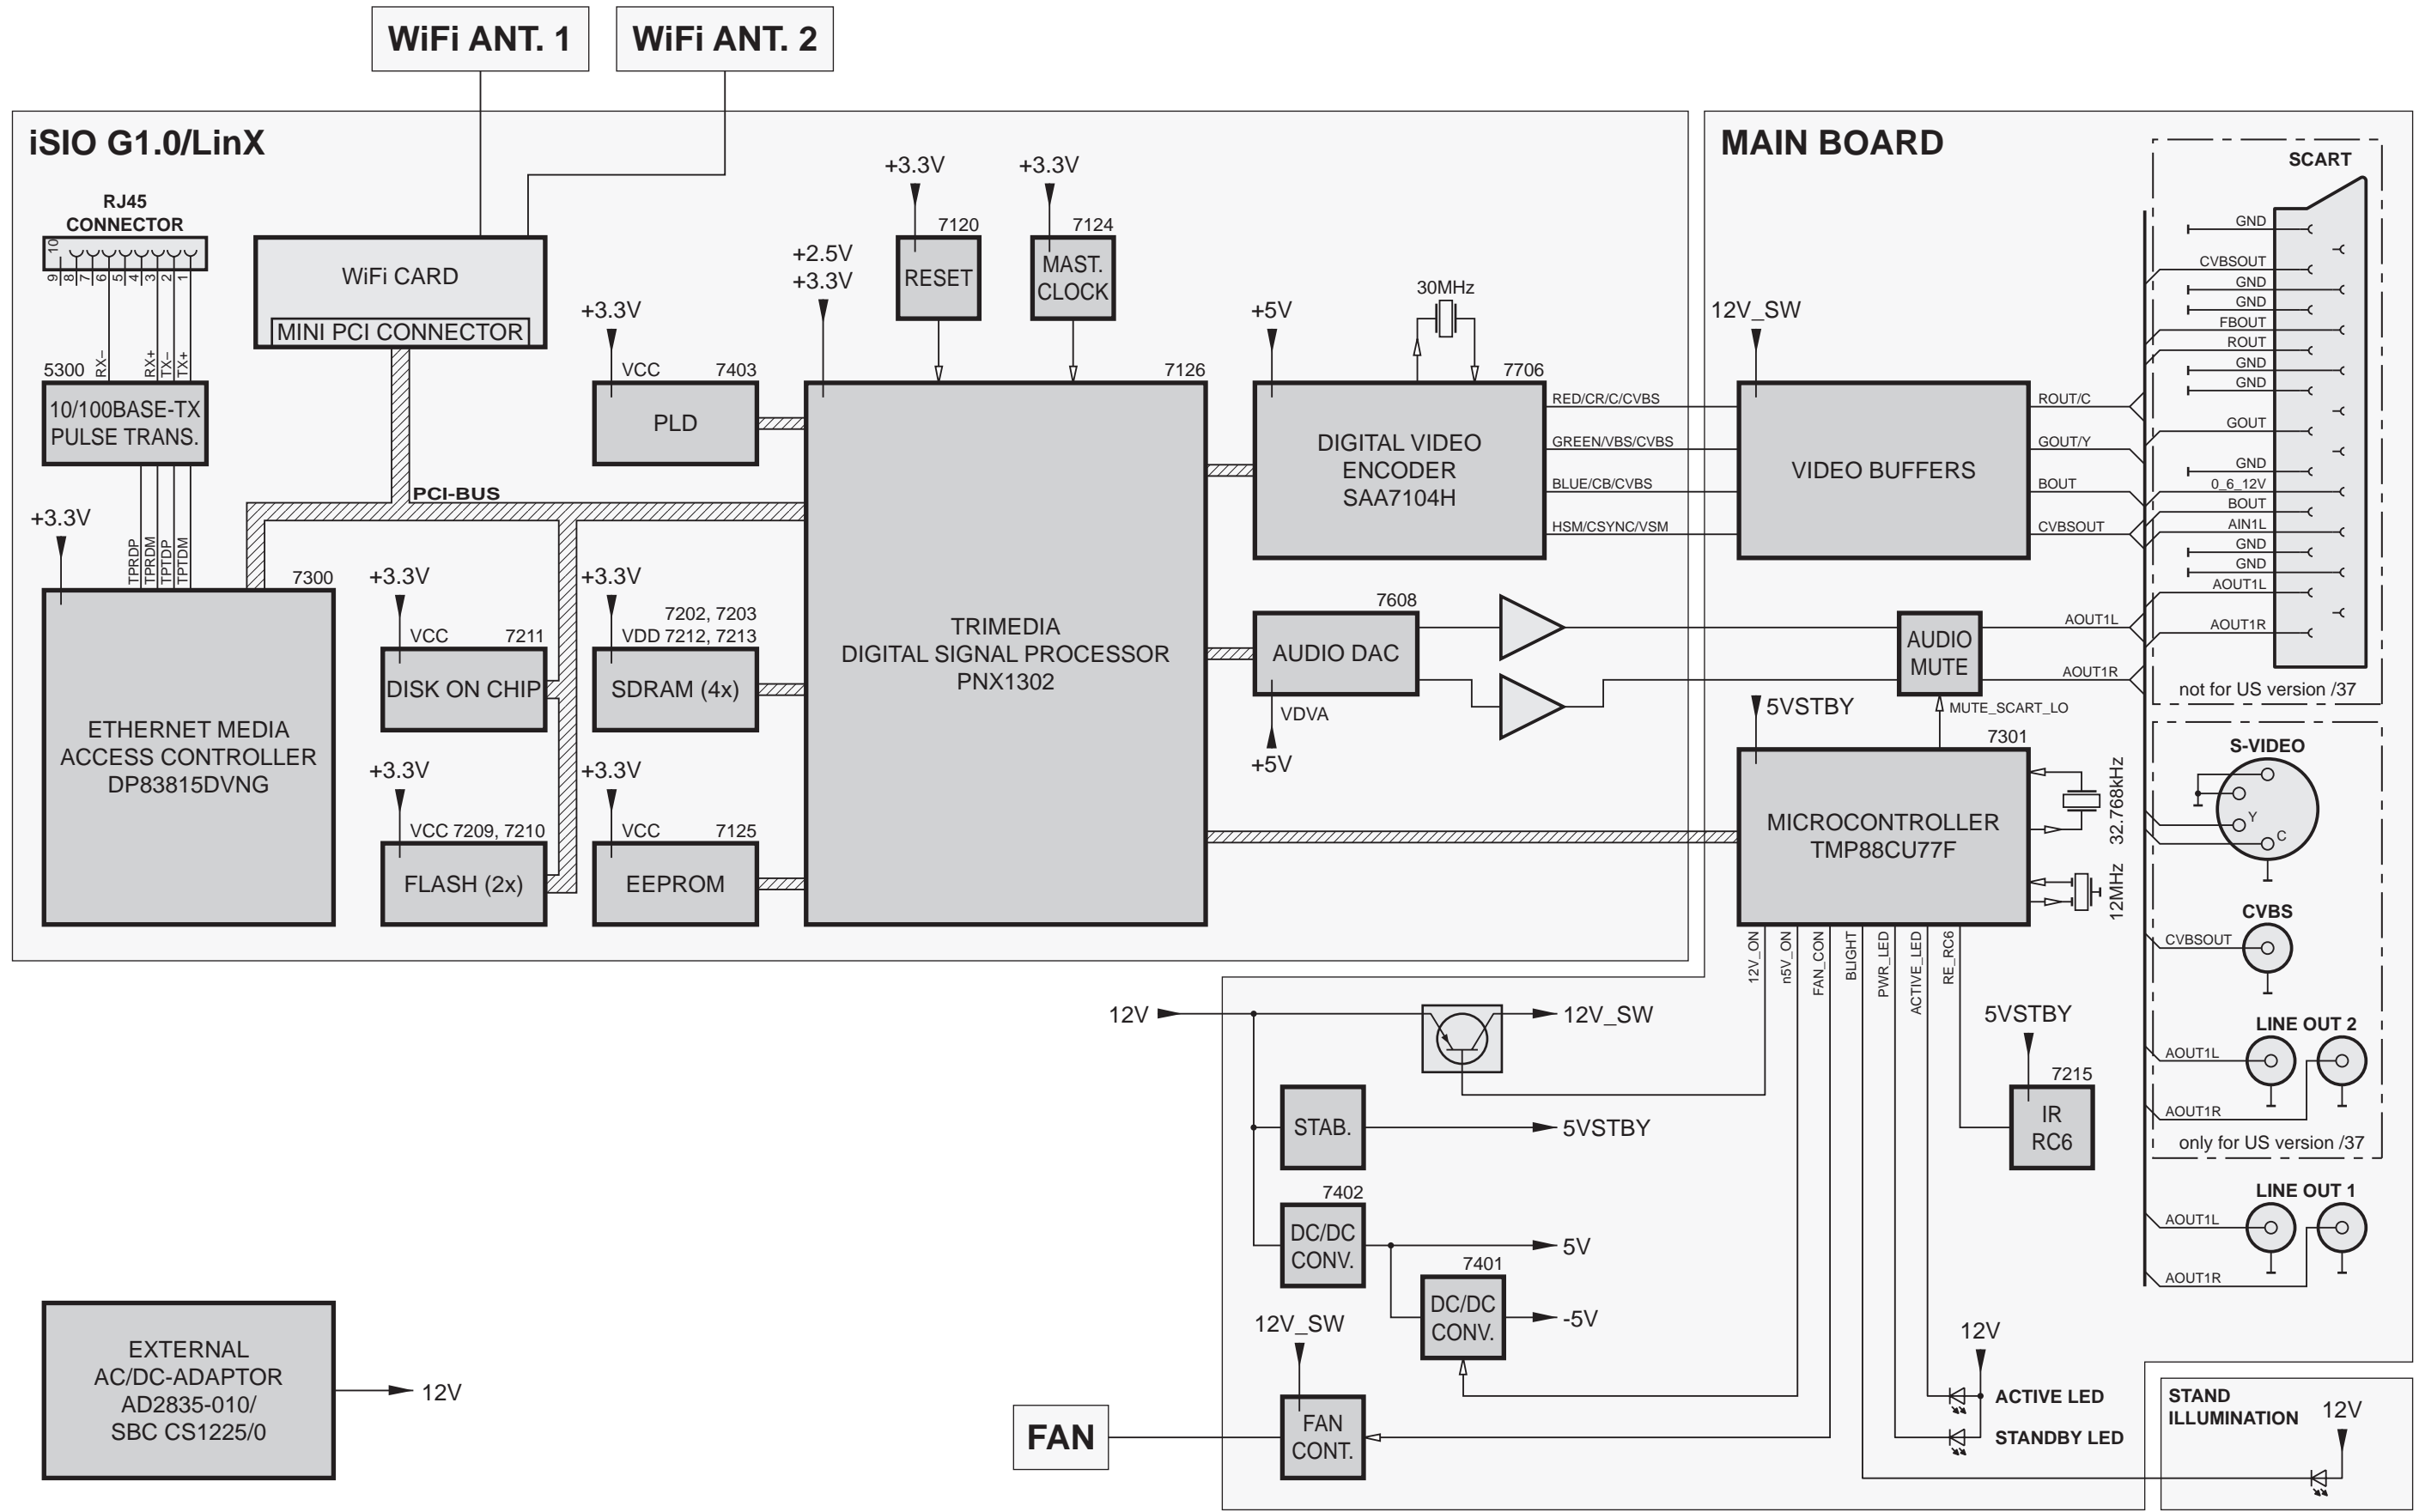 WiFi ANT. 1
WiFi ANT. 2
iSIO G1.0/LinX
RJ45
CONNECTOR
10
9
8
7
6
5
4
3
2
1
RX–
RX+
TX–
TX+
5300
10/100BASE-TX
PULSE TRANS.
TPRDP
TPRDM
TPTDP
TPTDM
+3.3V
7300
ETHERNET MEDIA
ACCESS CONTROLLER
DP83815DVNG
WiFi CARD
MINI PCI CONNECTOR
PCI-BUS
+3.3V
VCC 7211
DISK ON CHIP
+3.3V
VCC 7209, 7210
FLASH (2x)
+3.3V
VCC 7403
PLD
+3.3V
7202, 7203
VDD 7212, 7213
SDRAM (4x)
+3.3V
VCC 7125
EEPROM
+2.5V
+3.3V
+3.3V
7120
RESET
+3.3V
7124
MAST.
CLOCK
7126
TRIMEDIA
DIGITAL SIGNAL PROCESSOR
PNX1302
+5V
30MHz
7706
DIGITAL VIDEO
ENCODER
SAA7104H
RED/CR/C/CVBS
GREEN/VBS/CVBS
BLUE/CB/CVBS
HSM/CSYNC/VSM
7608
AUDIO DAC
VDVA
+5V
MAIN BOARD
12V_SW
VIDEO BUFFERS
ROUT/C
GOUT/Y
BOUT
CVBSOUT
AUDIO
MUTE
AOUT1L
AOUT1R
MUTE_SCART_LO
5VSTBY
7301
MICROCONTROLLER
TMP88CU77F
32.768kHz
12MHz
12V_ON
n5V_ON
FAN_CON
BLIGHT
PWR_LED
ACTIVE_LED
RE_RC6
SCART
GND
CVBSOUT
GND
GND
FBOUT
ROUT
GND
GND
GOUT
GND
0_6_12V
BOUT
AIN1L
GND
GND
AOUT1L
AOUT1R
not for US version /37
S-VIDEO
Y
C
CVBS
CVBSOUT
LINE OUT 2
AOUT1L
AOUT1R
only for US version /37
LINE OUT 1
AOUT1L
AOUT1R
5VSTBY
7215
IR
RC6
12V
12V_SW
STAB.
5VSTBY
7402
DC/DC
CONV.
5V
7401
DC/DC
CONV.
-5V
12V_SW
FAN
CONT.
FAN
12V
ACTIVE LED
STANDBY LED
STAND
ILLUMINATION
12V
EXTERNAL
AC/DC-ADAPTOR
AD2835-010/
SBC CS1225/0
12V